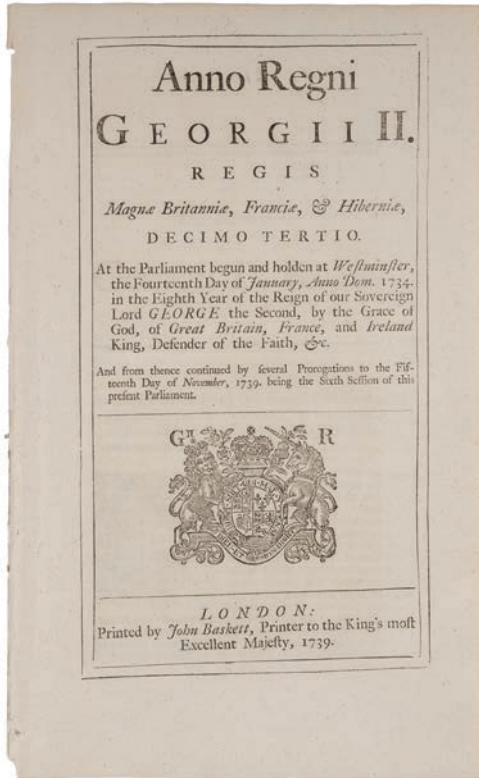 Anno Regni
GEORGII II.
REGIS
Magnæ Britanniæ, Franciæ, & Hiberniæ,
DECIMO TERTIO.
At the Parliament begun and holden at Weſtminſter,
the Fourteenth Day of January, Anno Dom. 1734.
in the Eighth Year of the Reign of our Sovereign
Lord GEORGE the Second, by the Grace of
God, of Great Britain, France, and Ireland
King, Defender of the Faith, &c.
And from thence continued by ſeveral Prorogations to the Fif-
teenth Day of November, 1739. being the Sixth Seſſion of this
preſent Parliament.
G II R
LONDON:
Printed by John Baskett, Printer to the King's moſt
Excellent Majeſty, 1739.